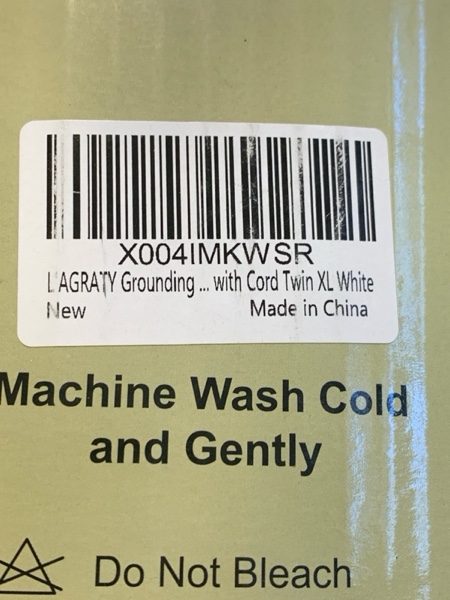 X004IMKWSR
L'AGRATY Grounding ... with Cord Twin XL White
New Made in China
Machine Wash Cold
and Gently
Do Not Bleach